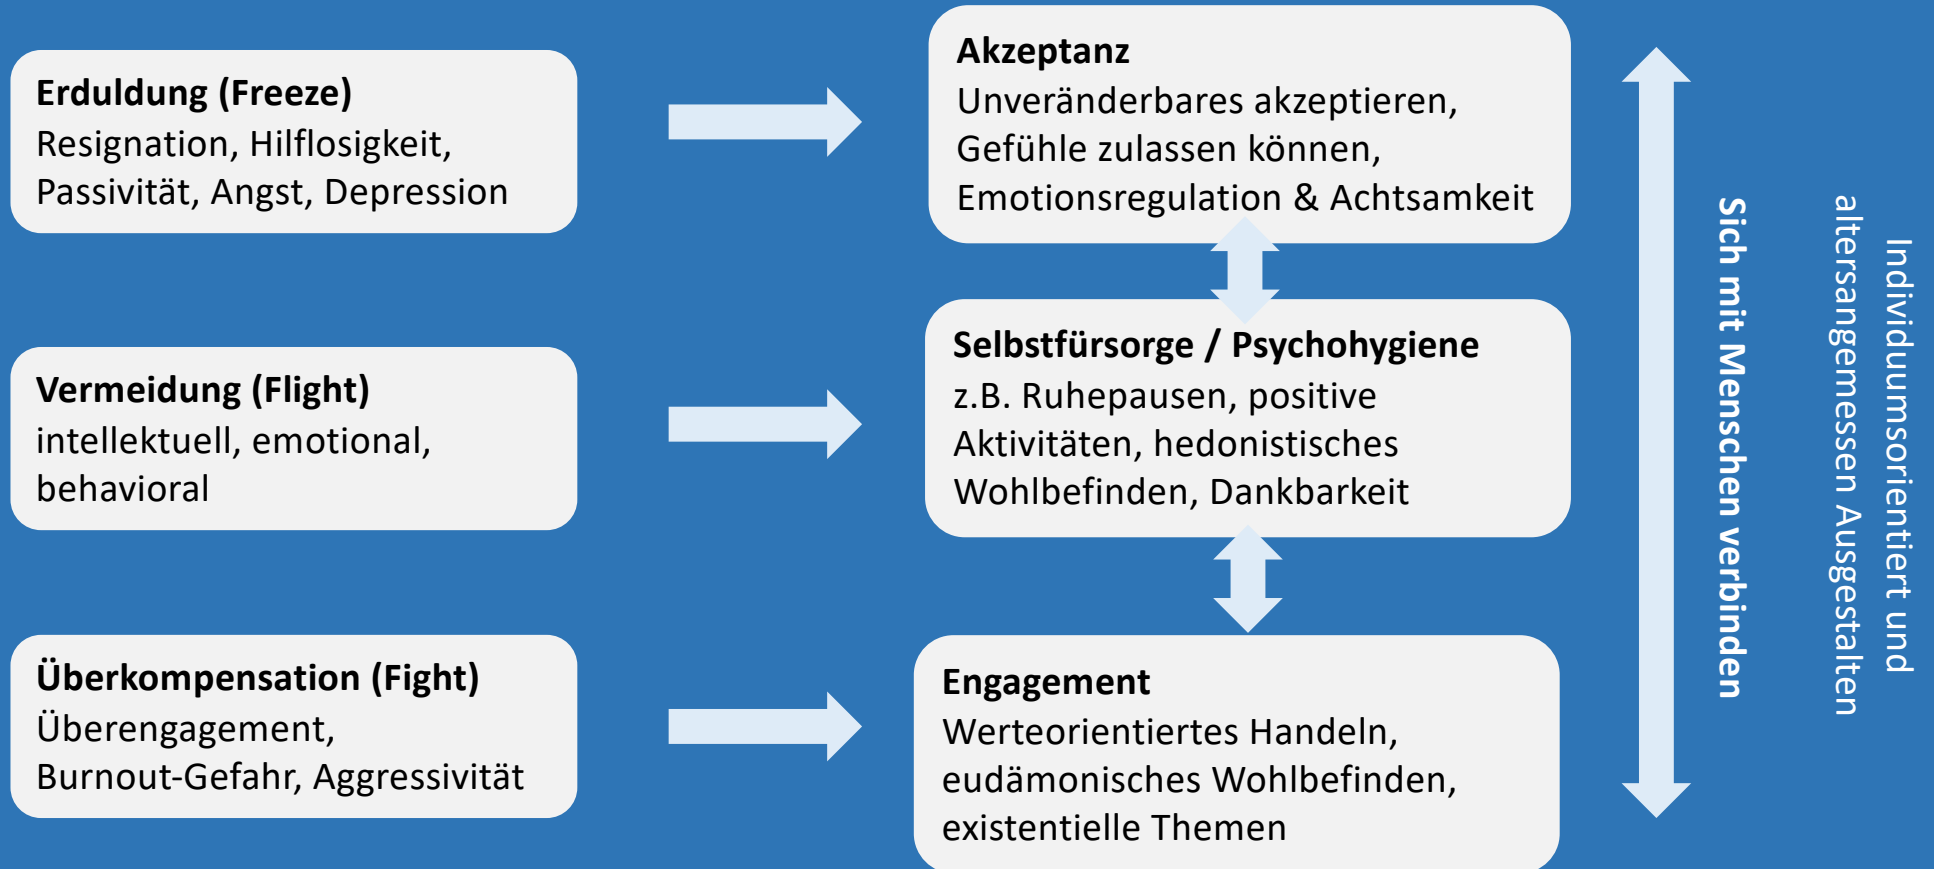 Erduldung (Freeze)
Resignation, Hilflosigkeit,
Passivität, Angst, Depression
Akzeptanz
Unveränderbares akzeptieren,
Gefühle zulassen können,
Emotionsregulation & Achtsamkeit
Vermeidung (Flight)
intellektuell, emotional,
behavioral
Selbstfürsorge / Psychohygiene
z.B. Ruhepausen, positive
Aktivitäten, hedonistisches
Wohlbefinden, Dankbarkeit
Überkompensation (Fight)
Überengagement,
Burnout-Gefahr, Aggressivität
Engagement
Werteorientiertes Handeln,
eudämonisches Wohlbefinden,
existentielle Themen
Sich mit Menschen verbinden
Individuumsorientiert und
altersangemessen Ausgestalten